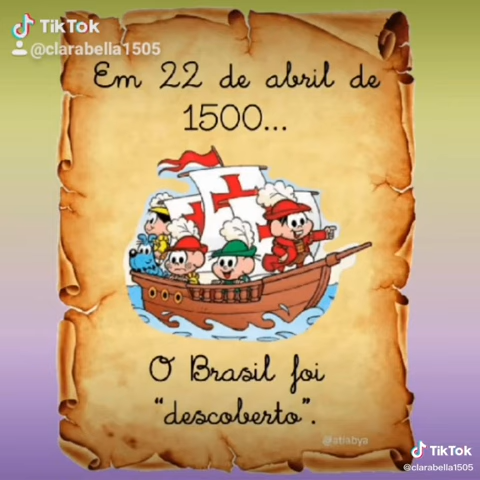 TikTok
@clarabella1505
Em 22 de abril de
1500...
O Brasil foi
"descoberto".
@atrabya
TikTok
@clarabella1505